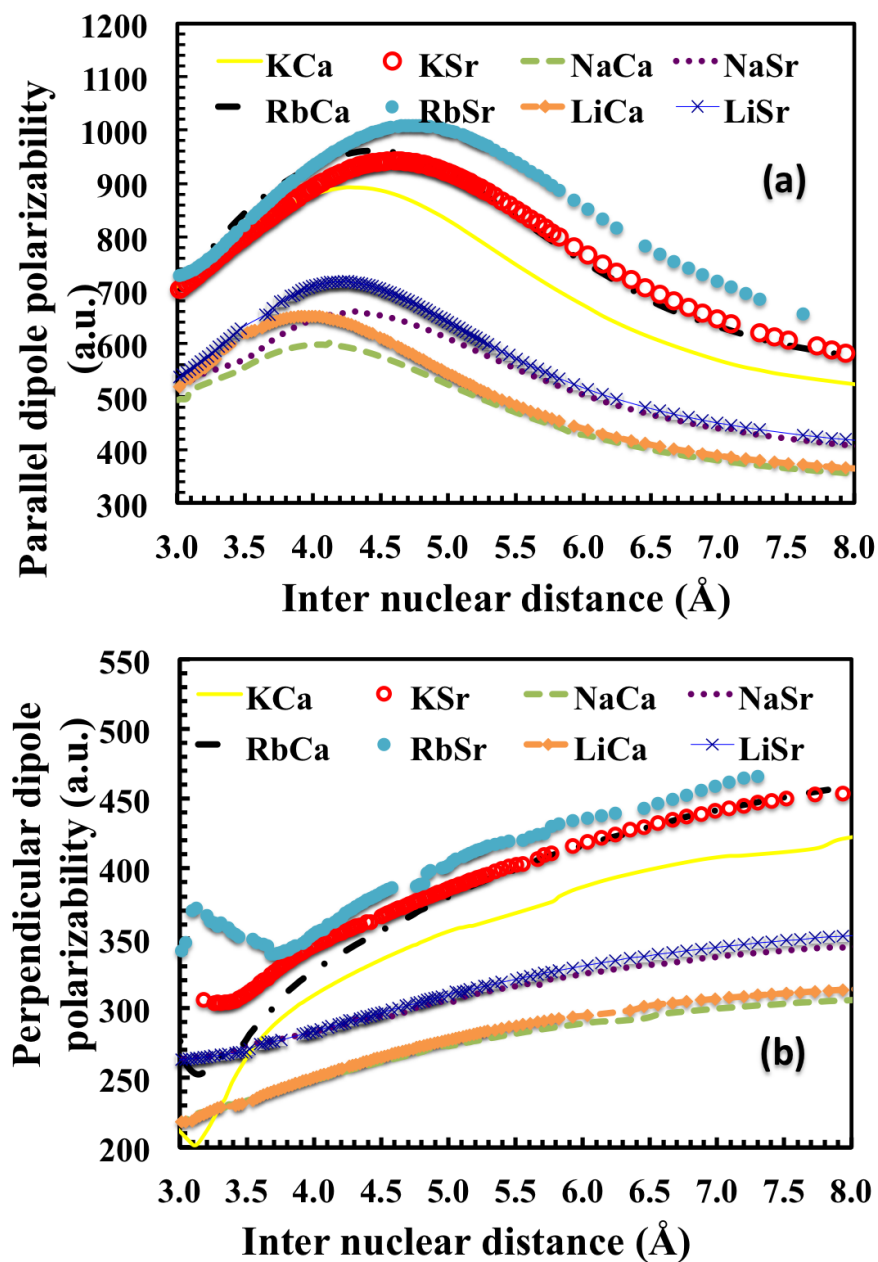 1200
1100
1000
900
800
700
600
500
400
300
Parallel dipole polarizability
(a.u.)
KCa KSr NaCa NaSr
RbCa RbSr LiCa LiSr
(a)
3.0 3.5 4.0 4.5 5.0 5.5 6.0 6.5 7.0 7.5 8.0
Inter nuclear distance (Å)
550
500
450
400
350
300
250
200
Perpendicular dipole
polarizability (a.u.)
KCa KSr NaCa NaSr
RbCa RbSr LiCa LiSr
(b)
3.0 3.5 4.0 4.5 5.0 5.5 6.0 6.5 7.0 7.5 8.0
Inter nuclear distance (Å)